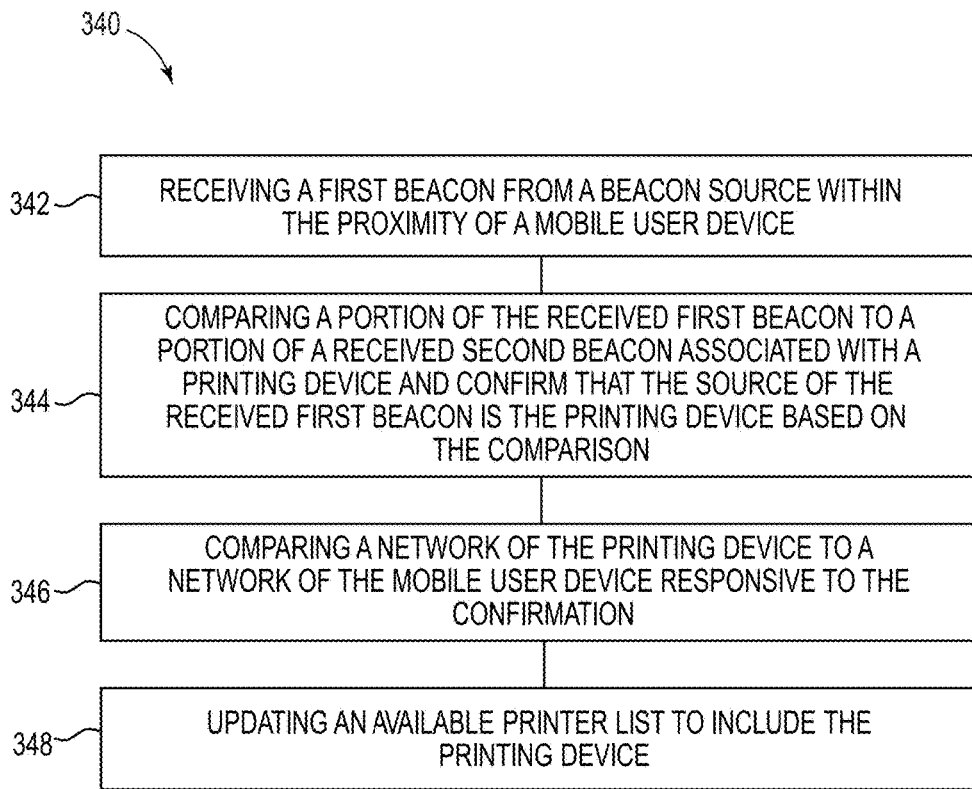 340
342
RECEIVING A FIRST BEACON FROM A BEACON SOURCE WITHIN
THE PROXIMITY OF A MOBILE USER DEVICE
344
COMPARING A PORTION OF THE RECEIVED FIRST BEACON TO A
PORTION OF A RECEIVED SECOND BEACON ASSOCIATED WITH A
PRINTING DEVICE AND CONFIRM THAT THE SOURCE OF THE
RECEIVED FIRST BEACON IS THE PRINTING DEVICE BASED ON
THE COMPARISON
346
COMPARING A NETWORK OF THE PRINTING DEVICE TO A
NETWORK OF THE MOBILE USER DEVICE RESPONSIVE TO THE
CONFIRMATION
348
UPDATING AN AVAILABLE PRINTER LIST TO INCLUDE THE
PRINTING DEVICE